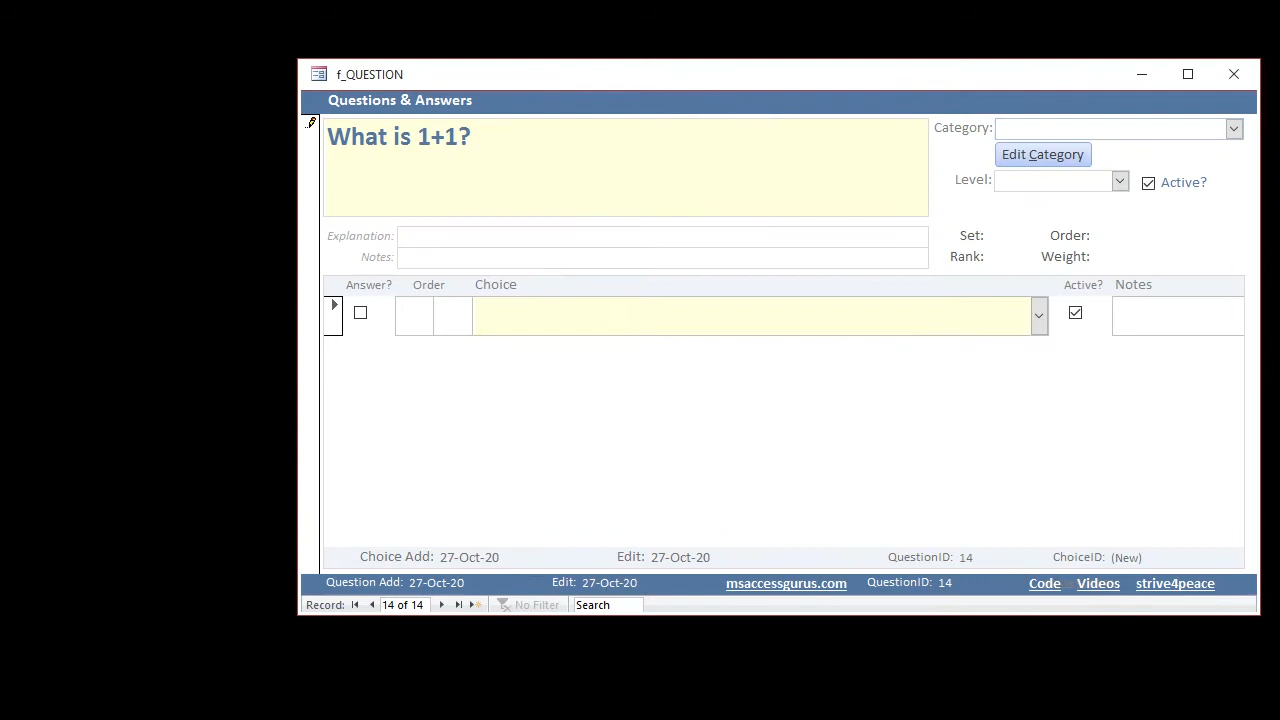 f_QUESTION
Questions & Answers
What is 1+1?
Category:
Edit Category
Level:
Active?
Explanation:
Set:
Order:
Notes:
Rank:
Weight:
Answer? Order Choice Active? Notes
Choice Add: 27-Oct-20 Edit: 27-Oct-20 QuestionID: 14 ChoiceID: (New)
Question Add: 27-Oct-20 Edit: 27-Oct-20 msaccessgurus.com QuestionID: 14 Code Videos strive4peace
Record: 14 of 14 No Filter Search